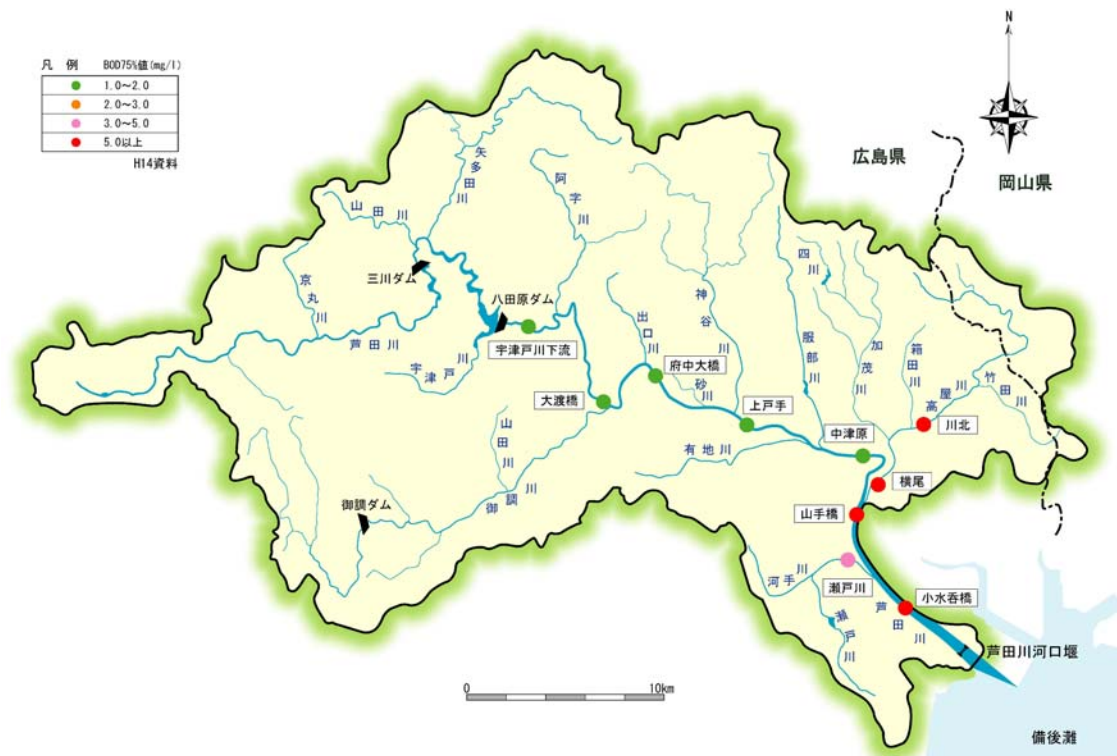 凡 例 BOD75%値(mg/l)
1.0～2.0
2.0～3.0
3.0～5.0
5.0以上
H14資料
N
広島県
岡山県
矢多田川
阿字川
山田川
三川ダム
京丸川
八田原ダム
芦田川
宇津戸川
宇津戸川下流
出口川
神谷川
四川
服部川
加茂川
箱田川
高屋川
竹田川
府中大橋
砂川
大渡橋
上戸手
川北
中津原
有地川
山田川
御調川
御調ダム
横尾
山手橋
河手川
瀬戸川
小水呑橋
芦田川
瀬戸川
芦田川河口堰
0 10km
備後灘